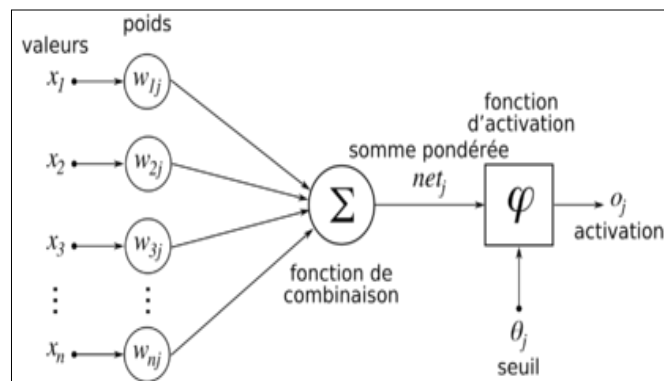 poids
valeurs
x₁
w₁ⱼ
x₂
w₂ⱼ
x₃
w₃ⱼ
⋮
⋮
xₙ
wₙⱼ
Σ
fonction de
combinaison
somme pondérée
netⱼ
fonction
d'activation
φ
oⱼ
activation
θⱼ
seuil